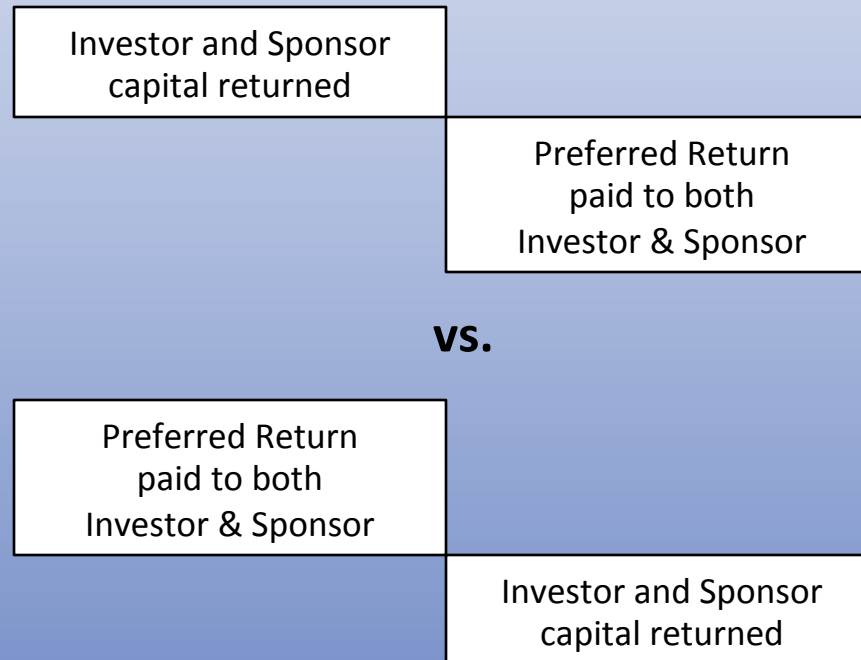 Investor and Sponsor
capital returned
Preferred Return
paid to both
Investor & Sponsor
vs.
Preferred Return
paid to both
Investor & Sponsor
Investor and Sponsor
capital returned